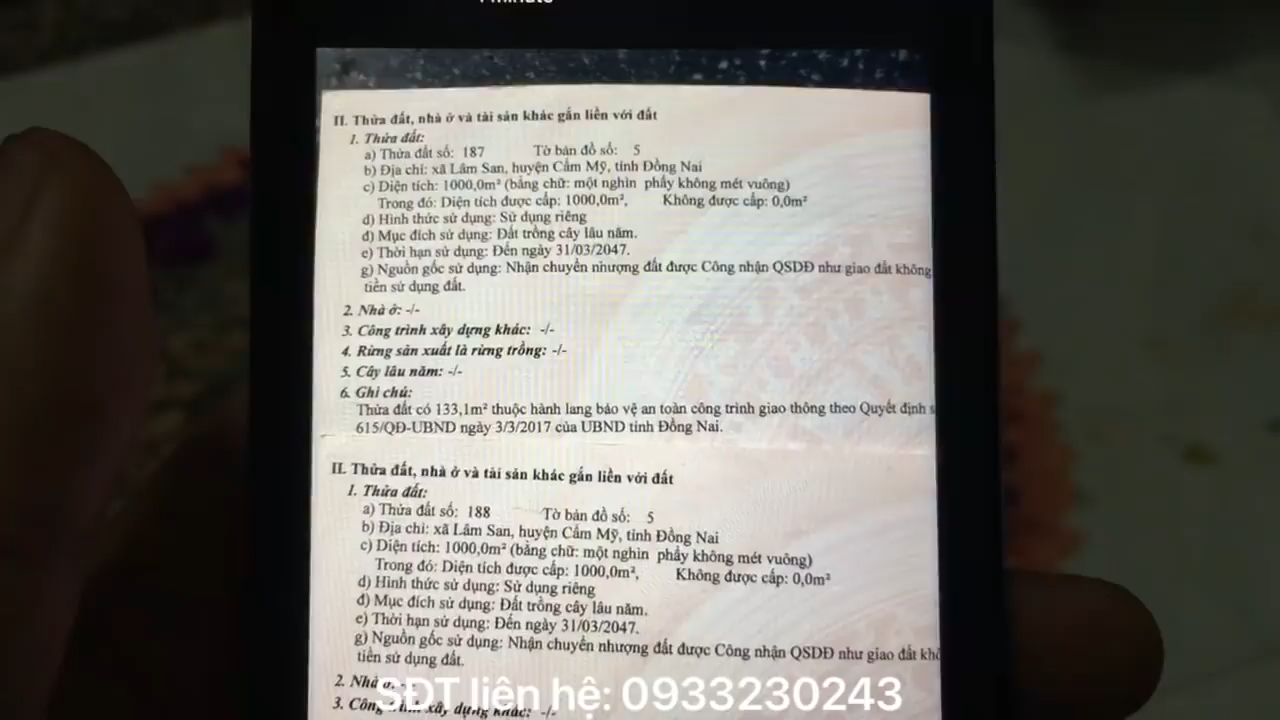 II. Thửa đất, nhà ở và tài sản khác gắn liền với đất
1. Thửa đất:
a) Thửa đất số: 187 Tờ bản đồ số: 5
b) Địa chỉ: xã Lâm San, huyện Cẩm Mỹ, tỉnh Đồng Nai
c) Diện tích: 1000,0m² (bằng chữ: một nghìn phẩy không mét vuông)
Trong đó: Diện tích được cấp: 1000,0m², Không được cấp: 0,0m²
d) Hình thức sử dụng: Sử dụng riêng
đ) Mục đích sử dụng: Đất trồng cây lâu năm.
e) Thời hạn sử dụng: Đến ngày 31/03/2047.
g) Nguồn gốc sử dụng: Nhận chuyển nhượng đất được Công nhận QSDĐ như giao đất không
tiền sử dụng đất.
2. Nhà ở: -/-
3. Công trình xây dựng khác: -/-
4. Rừng sản xuất là rừng trồng: -/-
5. Cây lâu năm: -/-
6. Ghi chú:
Thửa đất có 133,1m² thuộc hành lang bảo vệ an toàn công trình giao thông theo Quyết định
615/QĐ-UBND ngày 3/3/2017 của UBND tỉnh Đồng Nai.
II. Thửa đất, nhà ở và tài sản khác gắn liền với đất
1. Thửa đất:
a) Thửa đất số: 188 Tờ bản đồ số: 5
b) Địa chỉ: xã Lâm San, huyện Cẩm Mỹ, tỉnh Đồng Nai
c) Diện tích: 1000,0m² (bằng chữ: một nghìn phẩy không mét vuông)
Trong đó: Diện tích được cấp: 1000,0m², Không được cấp: 0,0m²
d) Hình thức sử dụng: Sử dụng riêng
đ) Mục đích sử dụng: Đất trồng cây lâu năm.
e) Thời hạn sử dụng: Đến ngày 31/03/2047.
g) Nguồn gốc sử dụng: Nhận chuyển nhượng đất được Công nhận QSDĐ như giao đất
tiền sử dụng đất.
2. Nhà
SĐT liên hệ: 0933230243
3. Công xây dựng khác: -/-